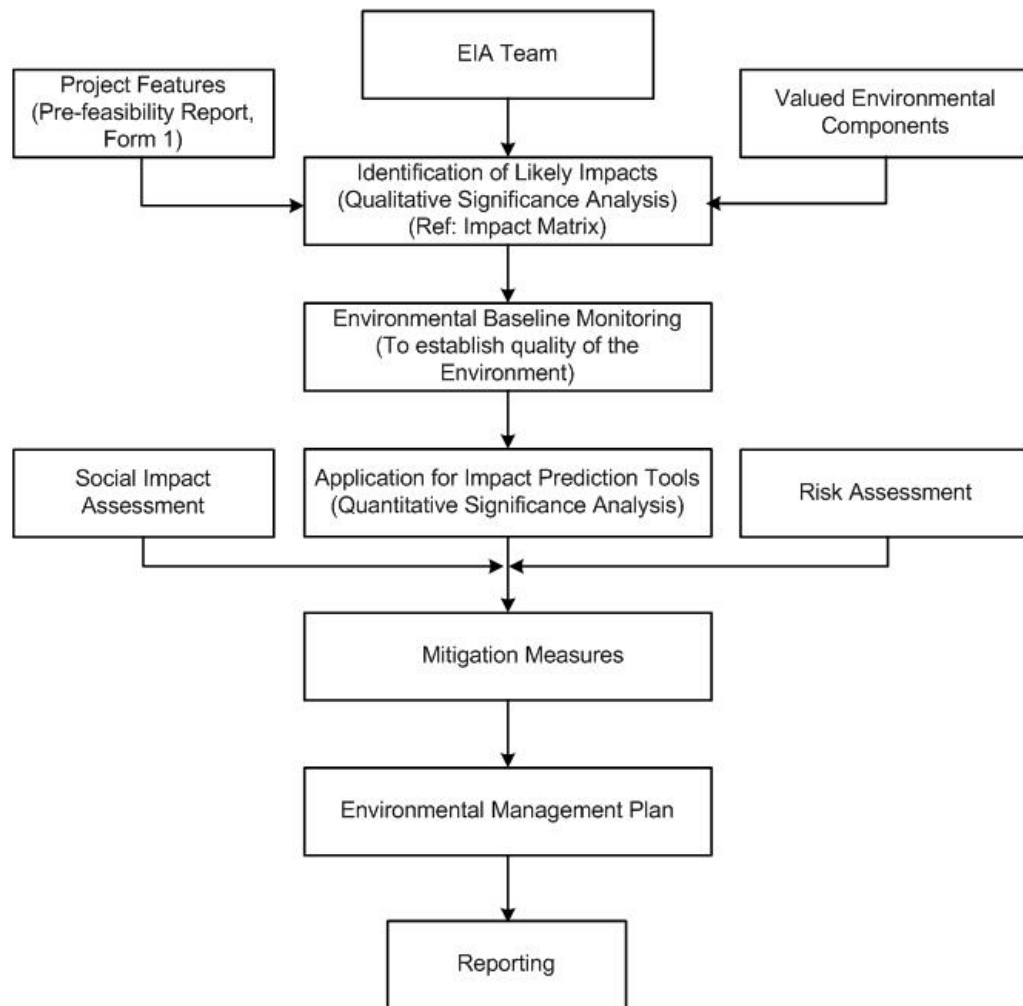 EIA Team
Project Features
(Pre-feasibility Report,
Form 1)
Valued Environmental
Components
Identification of Likely Impacts
(Qualitative Significance Analysis)
(Ref: Impact Matrix)
Environmental Baseline Monitoring
(To establish quality of the
Environment)
Social Impact
Assessment
Application for Impact Prediction Tools
(Quantitative Significance Analysis)
Risk Assessment
Mitigation Measures
Environmental Management Plan
Reporting